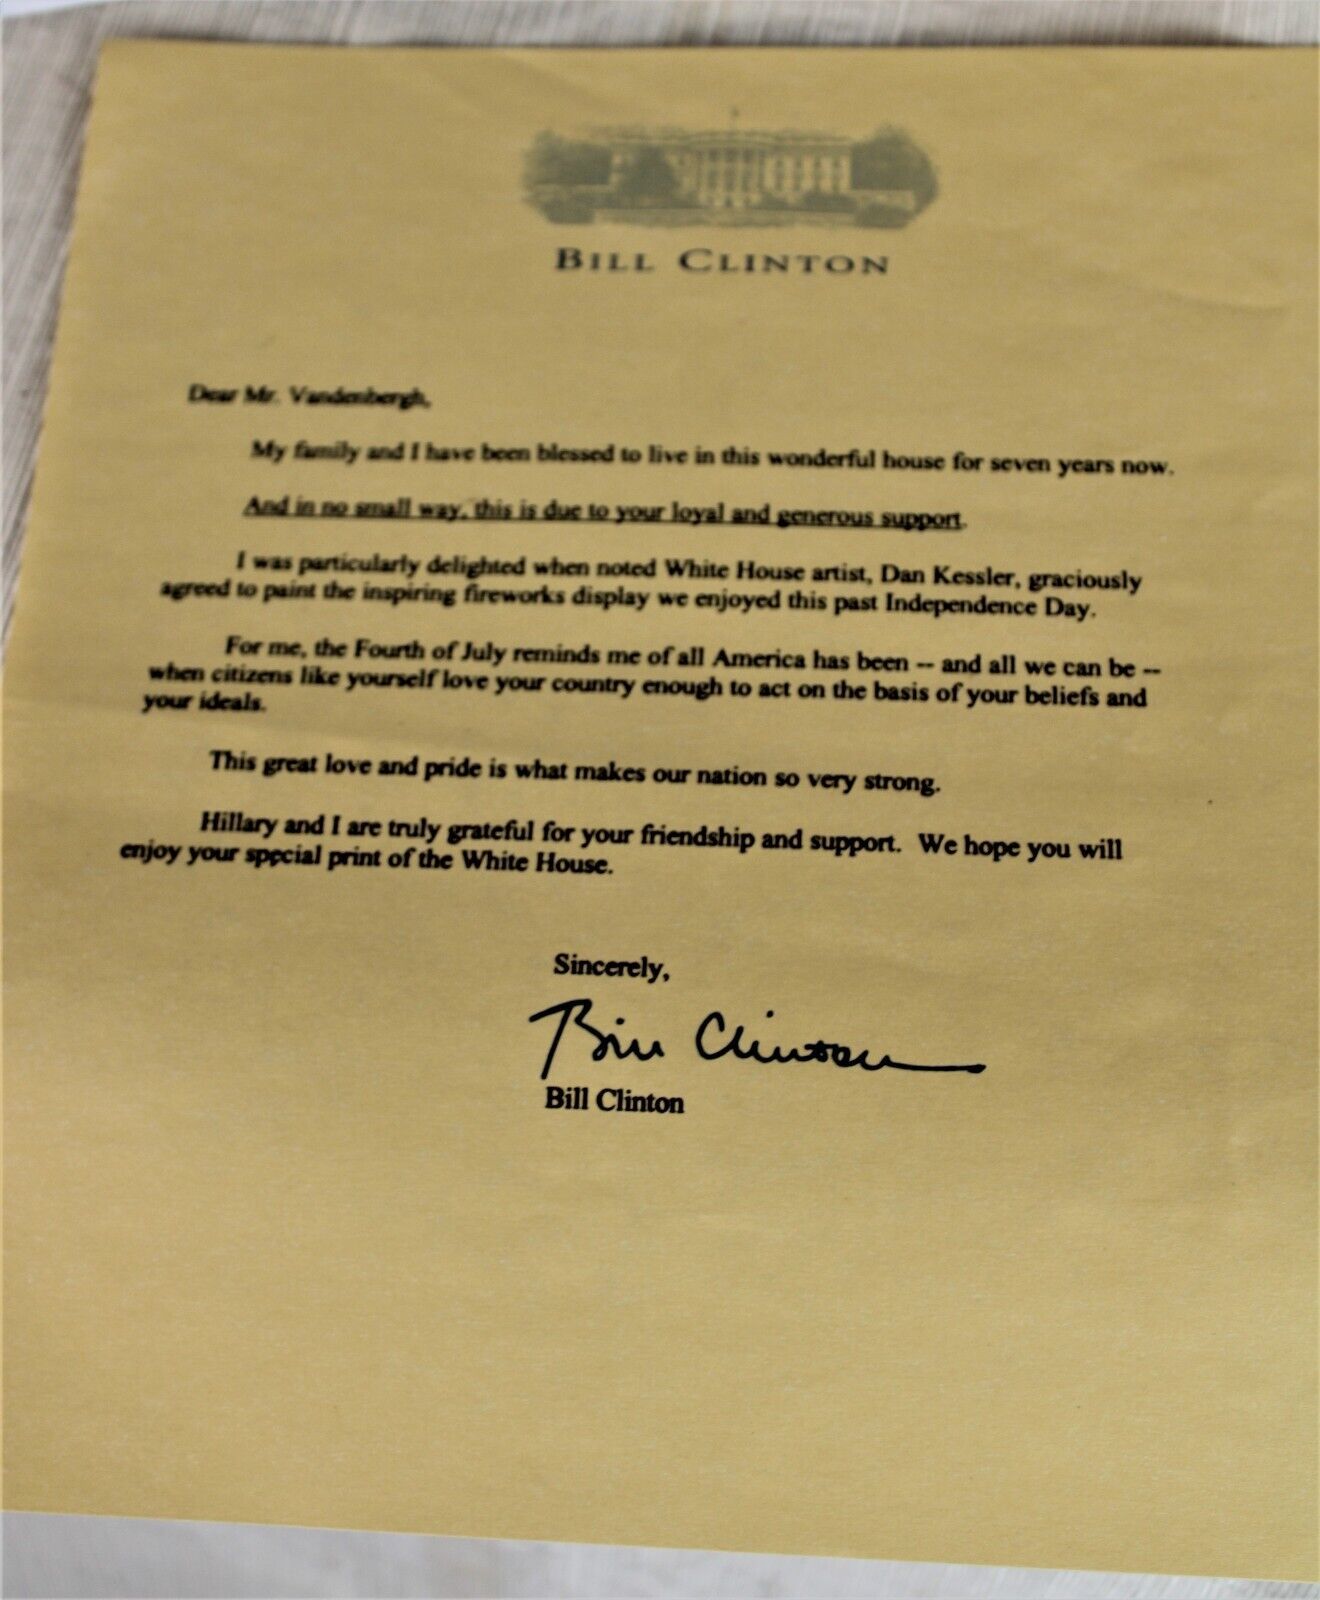 BILL CLINTON
Dear Mr. Vandenbergh,
My family and I have been blessed to live in this wonderful house for seven years now.
And in no small way, this is due to your loyal and generous support.
I was particularly delighted when noted White House artist, Dan Kessler, graciously
agreed to paint the inspiring fireworks display we enjoyed this past Independence Day.
For me, the Fourth of July reminds me of all America has been -- and all we can be --
when citizens like yourself love your country enough to act on the basis of your beliefs and
your ideals.
This great love and pride is what makes our nation so very strong.
Hillary and I are truly grateful for your friendship and support. We hope you will
enjoy your special print of the White House.
Sincerely,
Bill Clinton
Bill Clinton